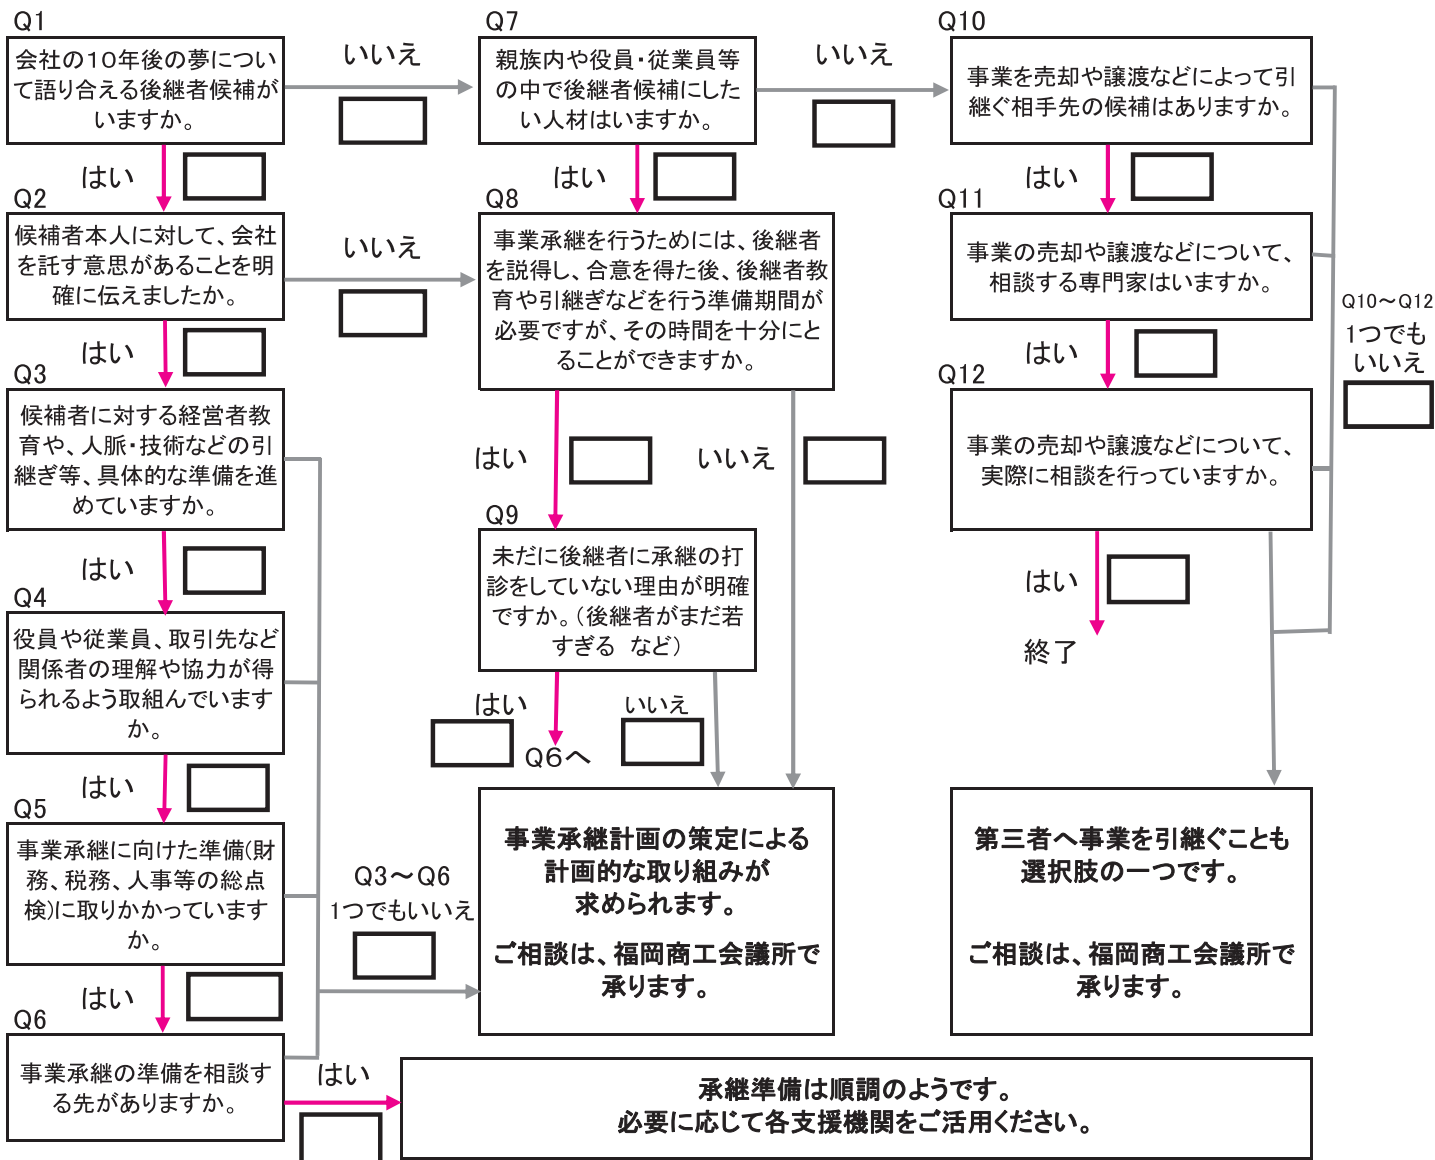 Q1
会社の10年後の夢につい
て語り合える後継者候補が
いますか。
いいえ
はい
Q2
候補者本人に対して、会社
を託す意思があることを明
確に伝えましたか。
いいえ
はい
Q3
候補者に対する経営者教
育や、人脈・技術などの引
継ぎ等、具体的な準備を進
めていますか。
はい
Q4
役員や従業員、取引先など
関係者の理解や協力が得
られるよう取組んでいます
か。
はい
Q5
事業承継に向けた準備(財
務、税務、人事等の総点
検)に取りかかっています
か。
はい
Q3～Q6
1つでもいいえ
Q6
事業承継の準備を相談す
る先がありますか。
はい
Q7
親族内や役員・従業員等
の中で後継者候補にした
い人材はいますか。
いいえ
はい
Q8
事業承継を行うためには、後継者
を説得し、合意を得た後、後継者教
育や引継ぎなどを行う準備期間が
必要ですが、その時間を十分にと
ることができますか。
はい
いいえ
Q9
未だに後継者に承継の打
診をしていない理由が明確
ですか。(後継者がまだ若
すぎる など)
はい
いいえ
Q6へ
事業承継計画の策定による
計画的な取り組みが
求められます。
ご相談は、福岡商工会議所で
承ります。
Q10
事業を売却や譲渡などによって引
継ぐ相手先の候補はありますか。
はい
Q11
事業の売却や譲渡などについて、
相談する専門家はいますか。
はい
Q10～Q12
1つでも
いいえ
Q12
事業の売却や譲渡などについて、
実際に相談を行っていますか。
はい
終了
第三者へ事業を引継ぐことも
選択肢の一つです。
ご相談は、福岡商工会議所で
承ります。
承継準備は順調のようです。
必要に応じて各支援機関をご活用ください。